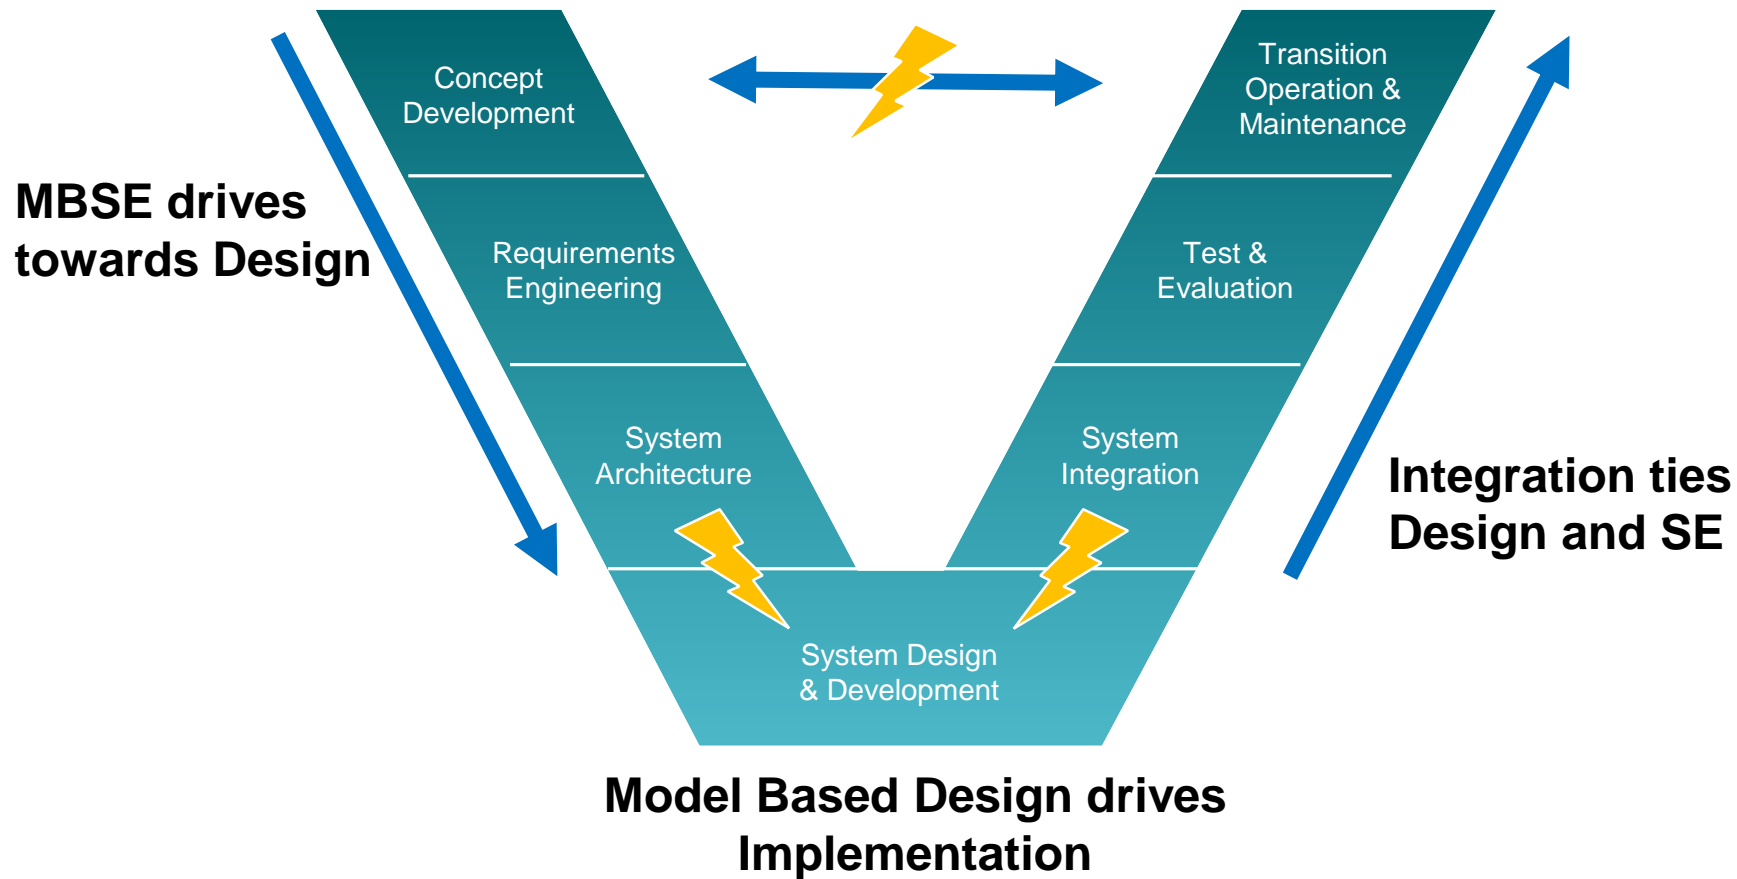 Concept
Development
Transition
Operation &
Maintenance
MBSE drives
towards Design
Requirements
Engineering
Test &
Evaluation
System
Architecture
System
Integration
Integration ties
Design and SE
System Design
& Development
Model Based Design drives
Implementation